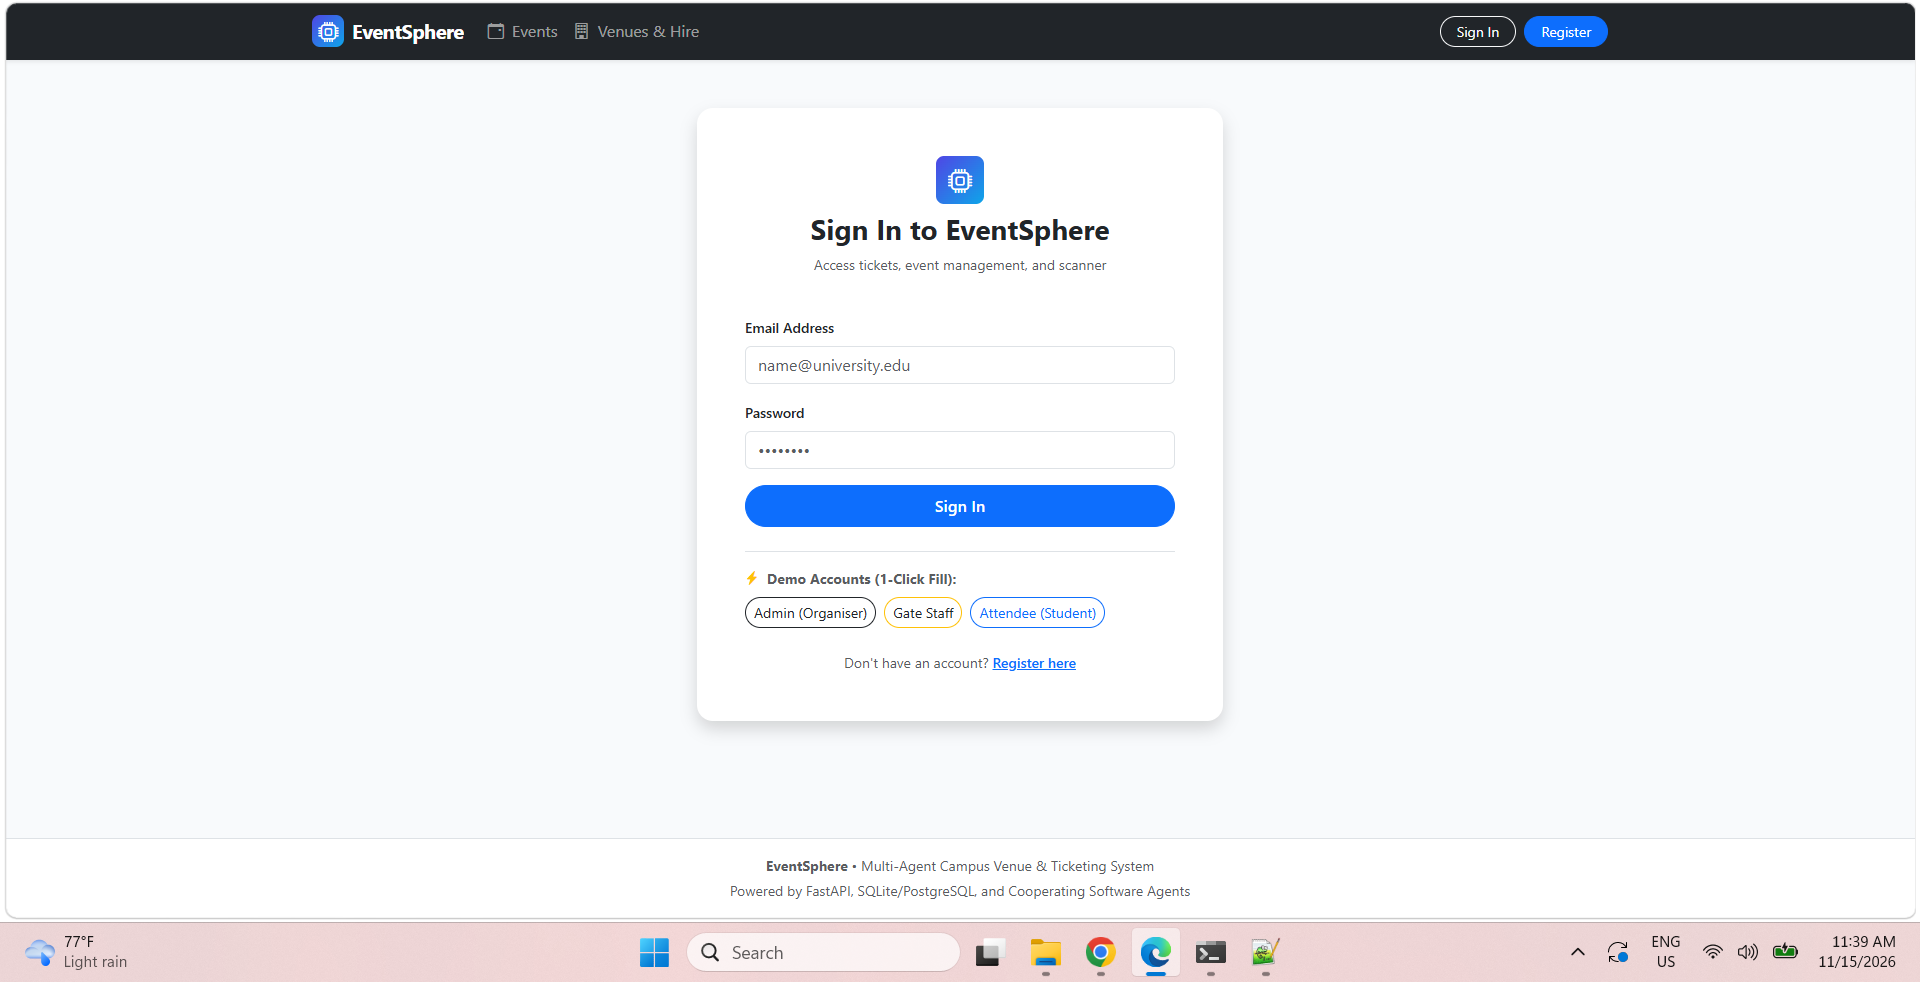 EventSphere Events Venues & Hire Sign In Register
Sign In to EventSphere
Access tickets, event management, and scanner
Email Address
name@university.edu
Password
••••••••
Sign In
Demo Accounts (1-Click Fill):
Admin (Organiser) Gate Staff Attendee (Student)
Don't have an account? Register here
EventSphere • Multi-Agent Campus Venue & Ticketing System
Powered by FastAPI, SQLite/PostgreSQL, and Cooperating Software Agents
77°F
Light rain
Search
ENG
US
11:39 AM
11/15/2026